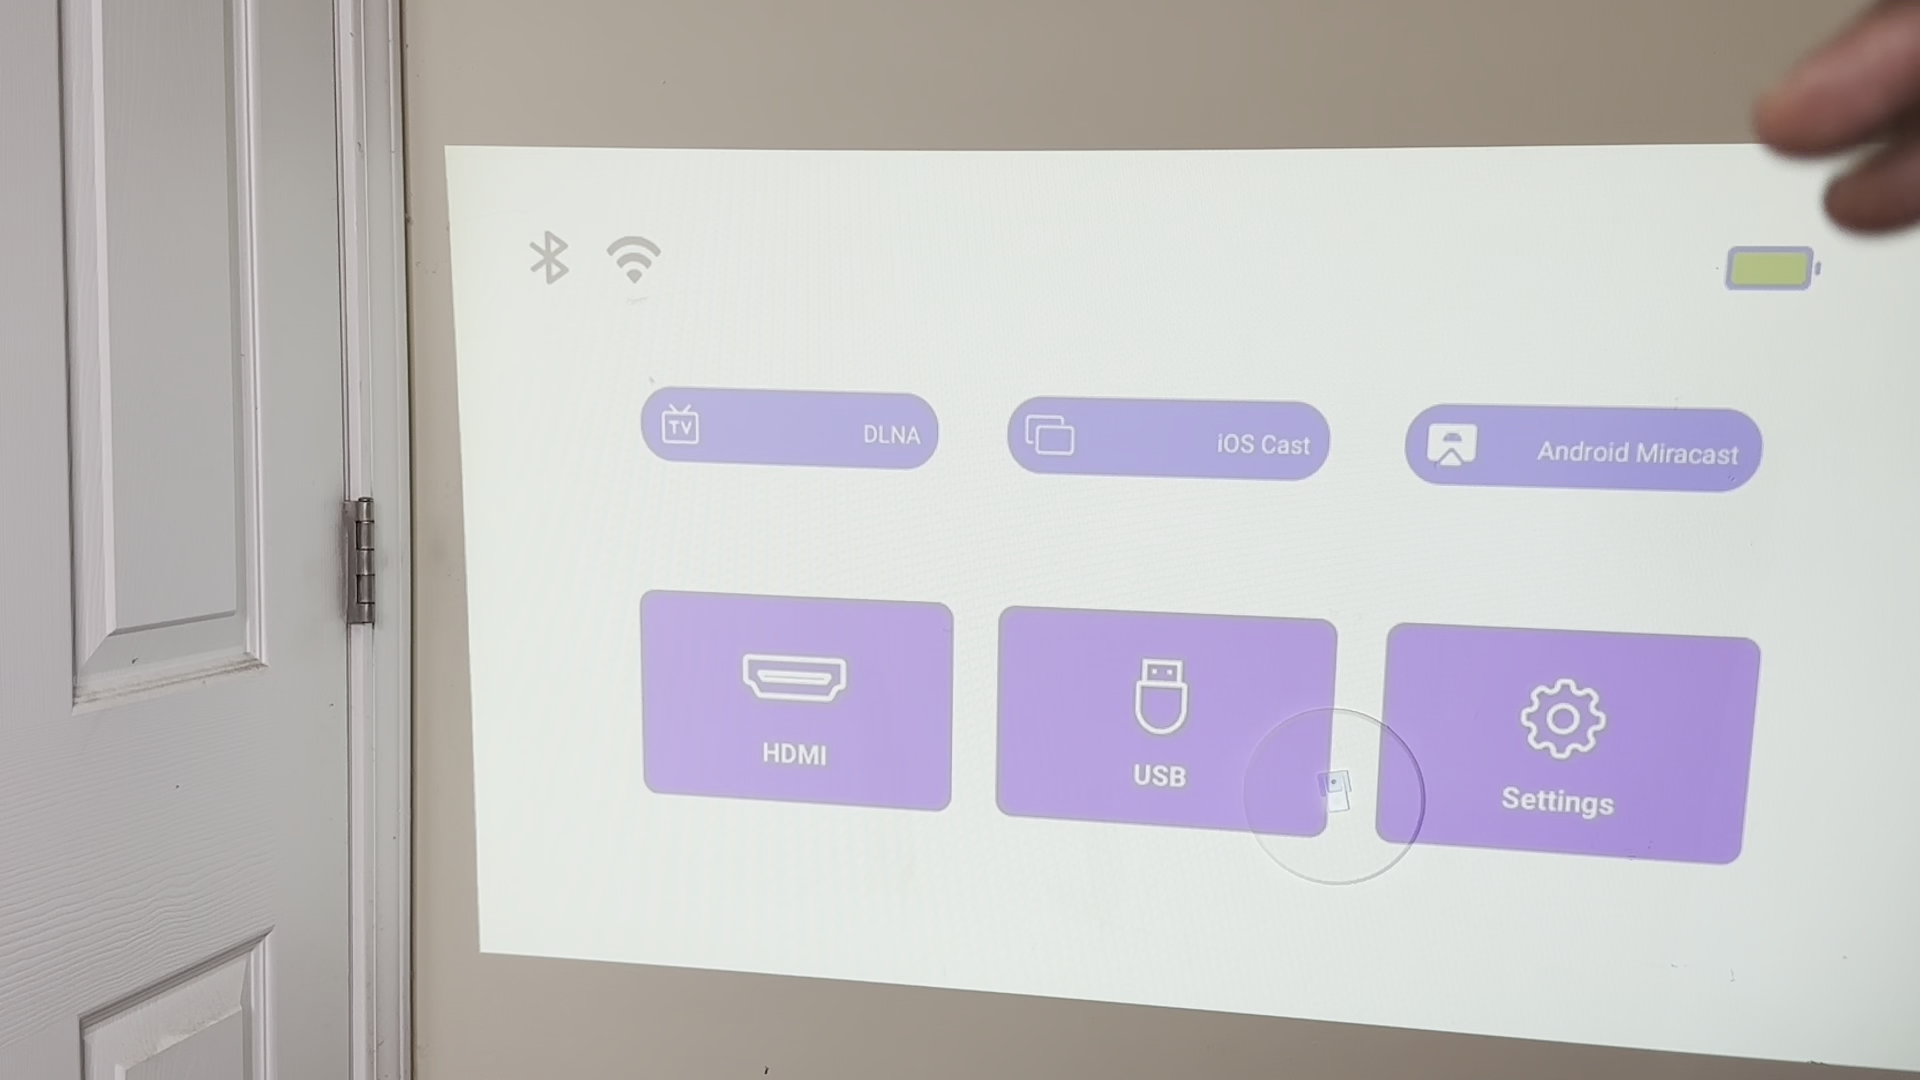 TV
DLNA
iOS Cast
Android Miracast
HDMI
USB
Settings